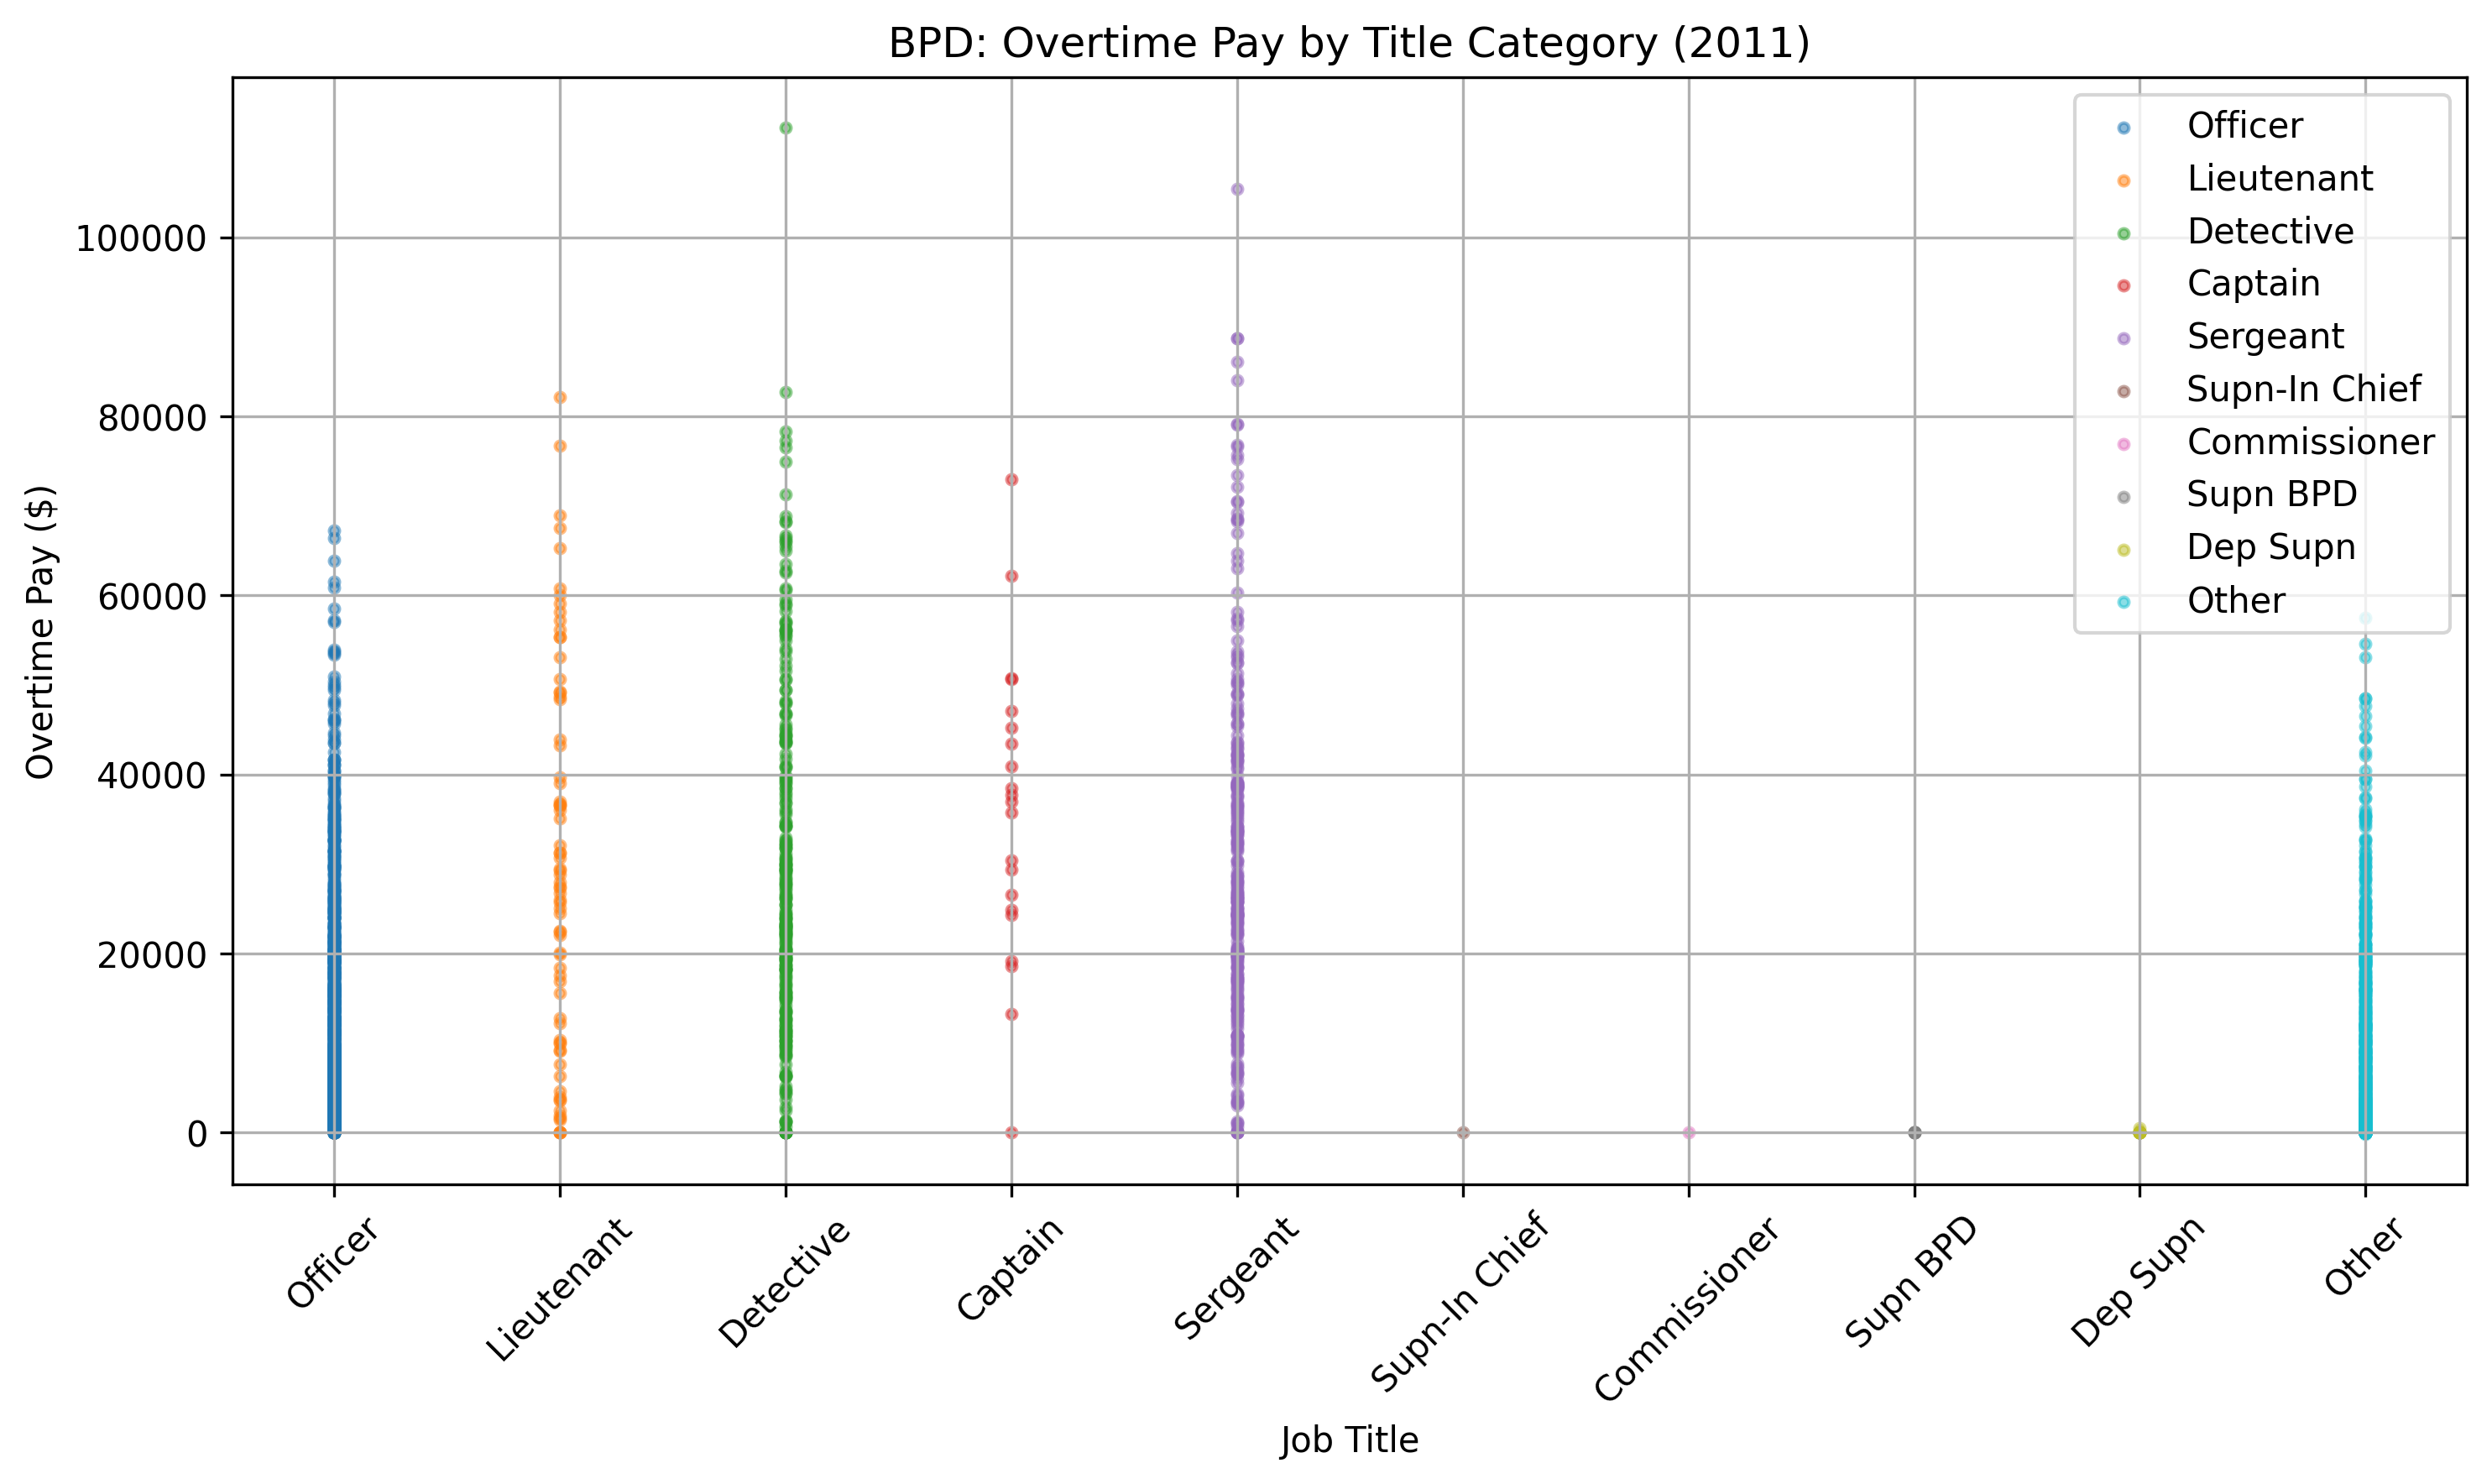 BPD: Overtime Pay by Title Category (2011)
Overtime Pay ($)
100000
80000
60000
40000
20000
0
Officer
Lieutenant
Detective
Captain
Sergeant
Supn-In Chief
Commissioner
Supn BPD
Dep Supn
Other
Officer
Lieutenant
Detective
Captain
Sergeant
Supn-In Chief
Commissioner
Supn BPD
Dep Supn
Other
Job Title